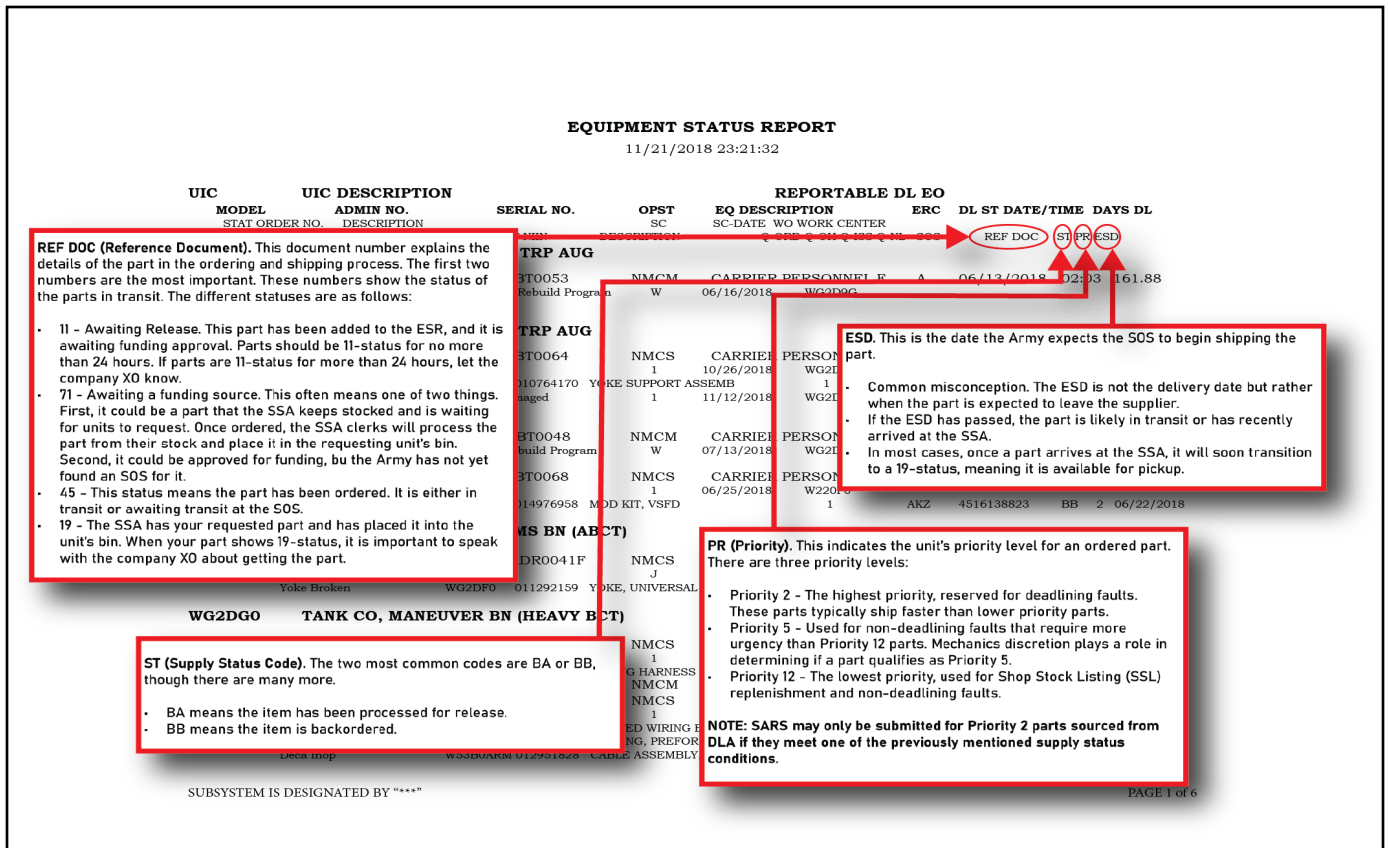 EQUIPMENT STATUS REPORT
11/21/2018 23:21:32
UIC UIC DESCRIPTION REPORTABLE DL EO
MODEL ADMIN NO. SERIAL NO. OPST EQ DESCRIPTION ERC DL ST DATE/TIME DAYS DL
STAT ORDER NO. DESCRIPTION SC SC-DATE WO WORK CENTER
NIIN DESCRIPTION Q-ORD Q-OH Q-ISS Q-NL SOS REF DOC ST PR ESD
REF DOC (Reference Document). This document number explains the
details of the part in the ordering and shipping process. The first two
numbers are the most important. These numbers show the status of
the parts in transit. The different statuses are as follows:
• 11 – Awaiting Release. This part has been added to the ESR, and it is
awaiting funding approval. Parts should be 11-status for no more
than 24 hours. If parts are 11-status for more than 24 hours, let the
company XO know.
• 71 – Awaiting a funding source. This often means one of two things.
First, it could be a part that the SSA keeps stocked and is waiting
for units to request. Once ordered, the SSA clerks will process the
part from their stock and place it in the requesting unit's bin.
Second, it could be approved for funding, bu the Army has not yet
found an SOS for it.
• 45 – This status means the part has been ordered. It is either in
transit or awaiting transit at the SOS.
• 19 – The SSA has your requested part and has placed it into the
unit's bin. When your part shows 19-status, it is important to speak
with the company XO about getting the part.
TRP AUG
BT0053 NMCM CARRIER PERSONNEL F A 06/13/2018 02:03 161.88
Rebuild Program W 06/16/2018 WG2D9G
TRP AUG
BT0064 NMCS CARRIER PERSON
1 10/26/2018 WG2D
010764170 YOKE SUPPORT ASSEMB 1
naged 1 11/12/2018 WG2D
BT0048 NMCM CARRIER PERSON
build Program W 07/13/2018 WG2D
BT0068 NMCS CARRIER PERSON
1 06/25/2018 W220F0
014976958 MOD KIT, VSFD 1 AKZ 4516138823 BB 2 06/22/2018
ESD. This is the date the Army expects the SOS to begin shipping the
part.
• Common misconception. The ESD is not the delivery date but rather
when the part is expected to leave the supplier.
• If the ESD has passed, the part is likely in transit or has recently
arrived at the SSA.
• In most cases, once a part arrives at the SSA, it will soon transition
to a 19-status, meaning it is available for pickup.
MS BN (ABCT)
DR0041F NMCS
J
Yoke Broken WG2DF0 011292159 YOKE, UNIVERSAL
WG2DG0 TANK CO, MANEUVER BN (HEAVY BCT)
NMCS
1
G HARNESS
NMCM
NMCS
1
ED WIRING
NG, PREFOR
Deca Inop W53B0ARM 012951828 CABLE ASSEMBLY
ST (Supply Status Code). The two most common codes are BA or BB,
though there are many more.
• BA means the item has been processed for release.
• BB means the item is backordered.
PR (Priority). This indicates the unit's priority level for an ordered part.
There are three priority levels:
• Priority 2 – The highest priority, reserved for deadlining faults.
These parts typically ship faster than lower priority parts.
• Priority 5 – Used for non-deadlining faults that require more
urgency than Priority 12 parts. Mechanics discretion plays a role in
determining if a part qualifies as Priority 5.
• Priority 12 – The lowest priority, used for Shop Stock Listing (SSL)
replenishment and non-deadlining faults.
NOTE: SARS may only be submitted for Priority 2 parts sourced from
DLA if they meet one of the previously mentioned supply status
conditions.
SUBSYSTEM IS DESIGNATED BY “***” PAGE 1 of 6